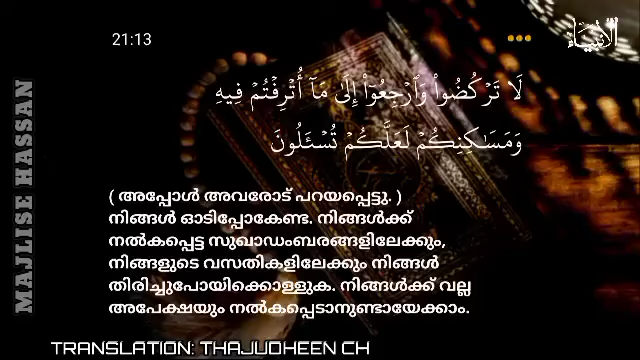 21:13
الأنبياء
لَا تَرْكُضُوا۟ وَٱرْجِعُوٓا۟ إِلَىٰ مَآ أُتْرِفْتُمْ فِيهِ
وَمَسَـٰكِنِكُمْ لَعَلَّكُمْ تُسْـَٔلُونَ
( അപ്പോൾ അവരോട് പറയപ്പെട്ടു. )
നിങ്ങൾ ഓടിപ്പോകേണ്ട. നിങ്ങൾക്ക്
നൽകപ്പെട്ട സുഖാഡംബരങ്ങളിലേക്കും,
നിങ്ങളുടെ വസതികളിലേക്കും നിങ്ങൾ
തിരിച്ചുപോയിക്കൊള്ളുക. നിങ്ങൾക്ക് വല്ല
അപേക്ഷയും നൽകപ്പെടാനുണ്ടായേക്കാം.
MAJLISE HASSAN
TRANSLATION: THAJUDHEEN CH